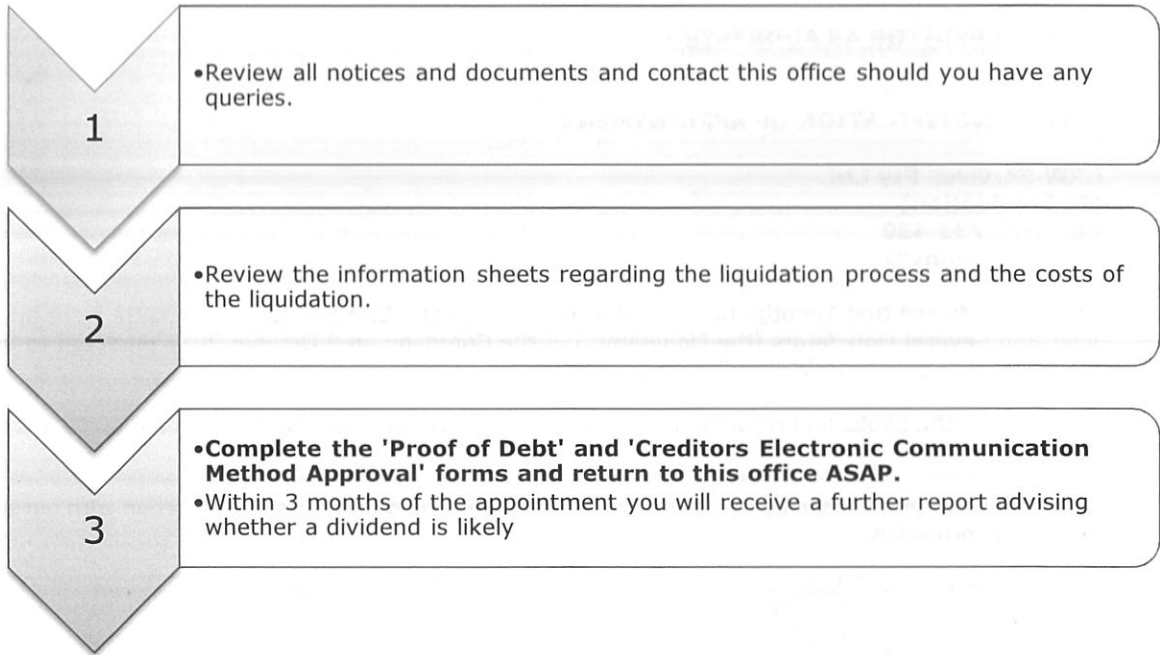 1
•Review all notices and documents and contact this office should you have any
queries.
2
•Review the information sheets regarding the liquidation process and the costs of
the liquidation.
3
•Complete the 'Proof of Debt' and 'Creditors Electronic Communication
Method Approval' forms and return to this office ASAP.
•Within 3 months of the appointment you will receive a further report advising
whether a dividend is likely